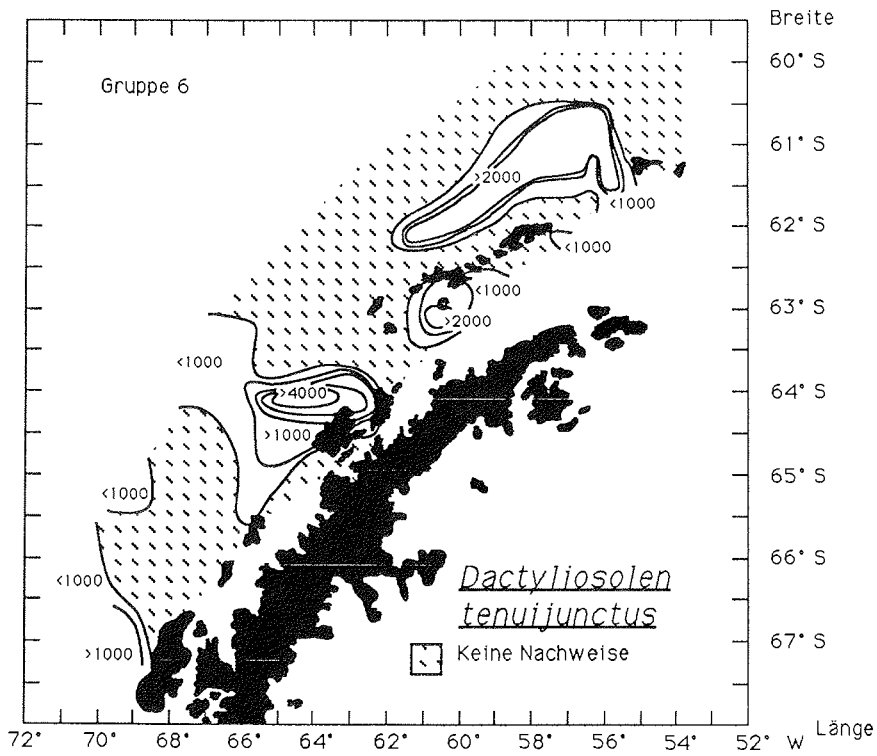 Breite
60° S
Gruppe 6
61° S
>2000
<1000
62° S
<1000
<1000
63° S
>2000
<1000
64° S
>4000
>1000
65° S
<1000
66° S
Dactyliosolen
<1000
tenuijunctus
67° S
>1000
Keine Nachweise
72° 70° 68° 66° 64° 62° 60° 58° 56° 54° 52° W Länge